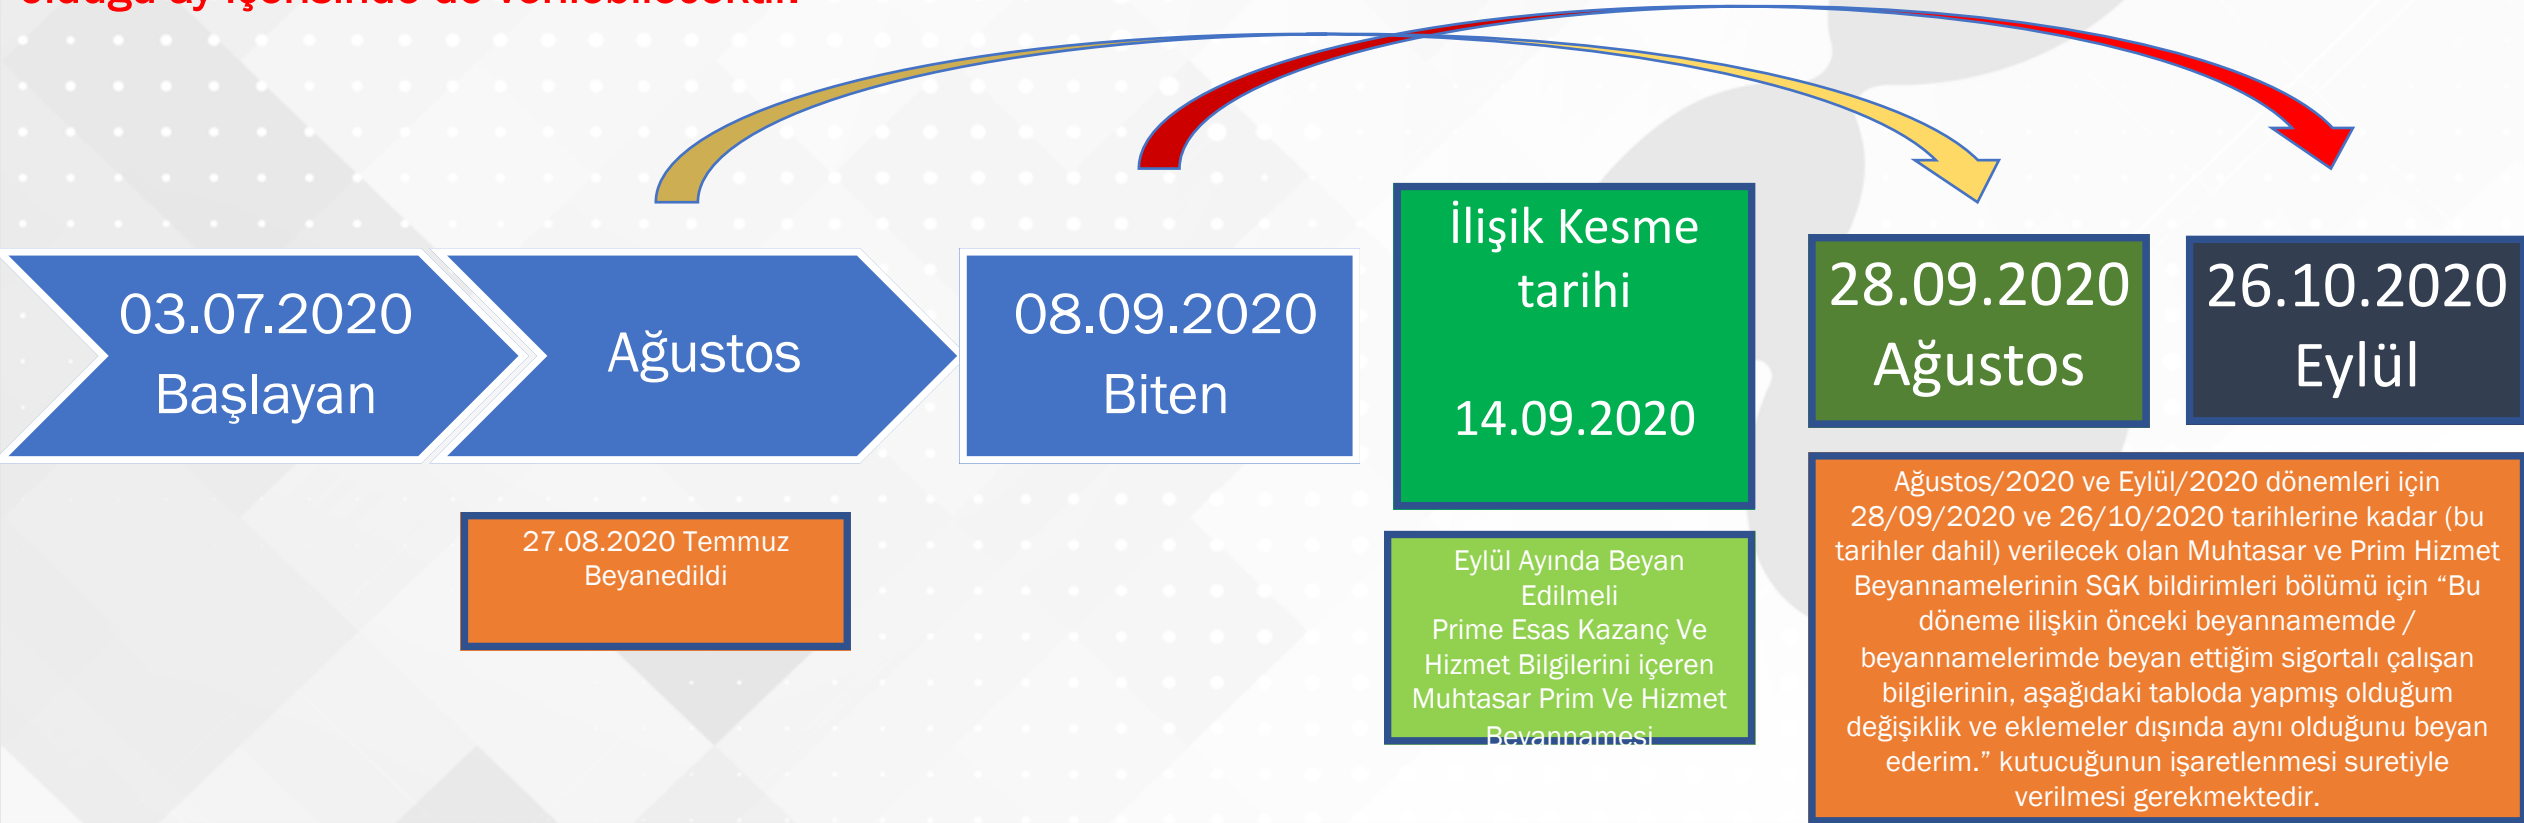 olduğu ay içerisinde de verilebilecektir.
03.07.2020
Başlayan
Ağustos
08.09.2020
Biten
İlişik Kesme
tarihi
14.09.2020
28.09.2020
Ağustos
26.10.2020
Eylül
27.08.2020 Temmuz
Beyanedildi
Eylül Ayında Beyan
Edilmeli
Prime Esas Kazanç Ve
Hizmet Bilgilerini içeren
Muhtasar Prim Ve Hizmet
Beyannamesi
Ağustos/2020 ve Eylül/2020 dönemleri için
28/09/2020 ve 26/10/2020 tarihlerine kadar (bu
tarihler dahil) verilecek olan Muhtasar ve Prim Hizmet
Beyannamelerinin SGK bildirimleri bölümü için “Bu
döneme ilişkin önceki beyannamemde /
beyannamelerimde beyan ettiğim sigortalı çalışan
bilgilerinin, aşağıdaki tabloda yapmış olduğum
değişiklik ve eklemeler dışında aynı olduğunu beyan
ederim.” kutucuğunun işaretlenmesi suretiyle
verilmesi gerekmektedir.